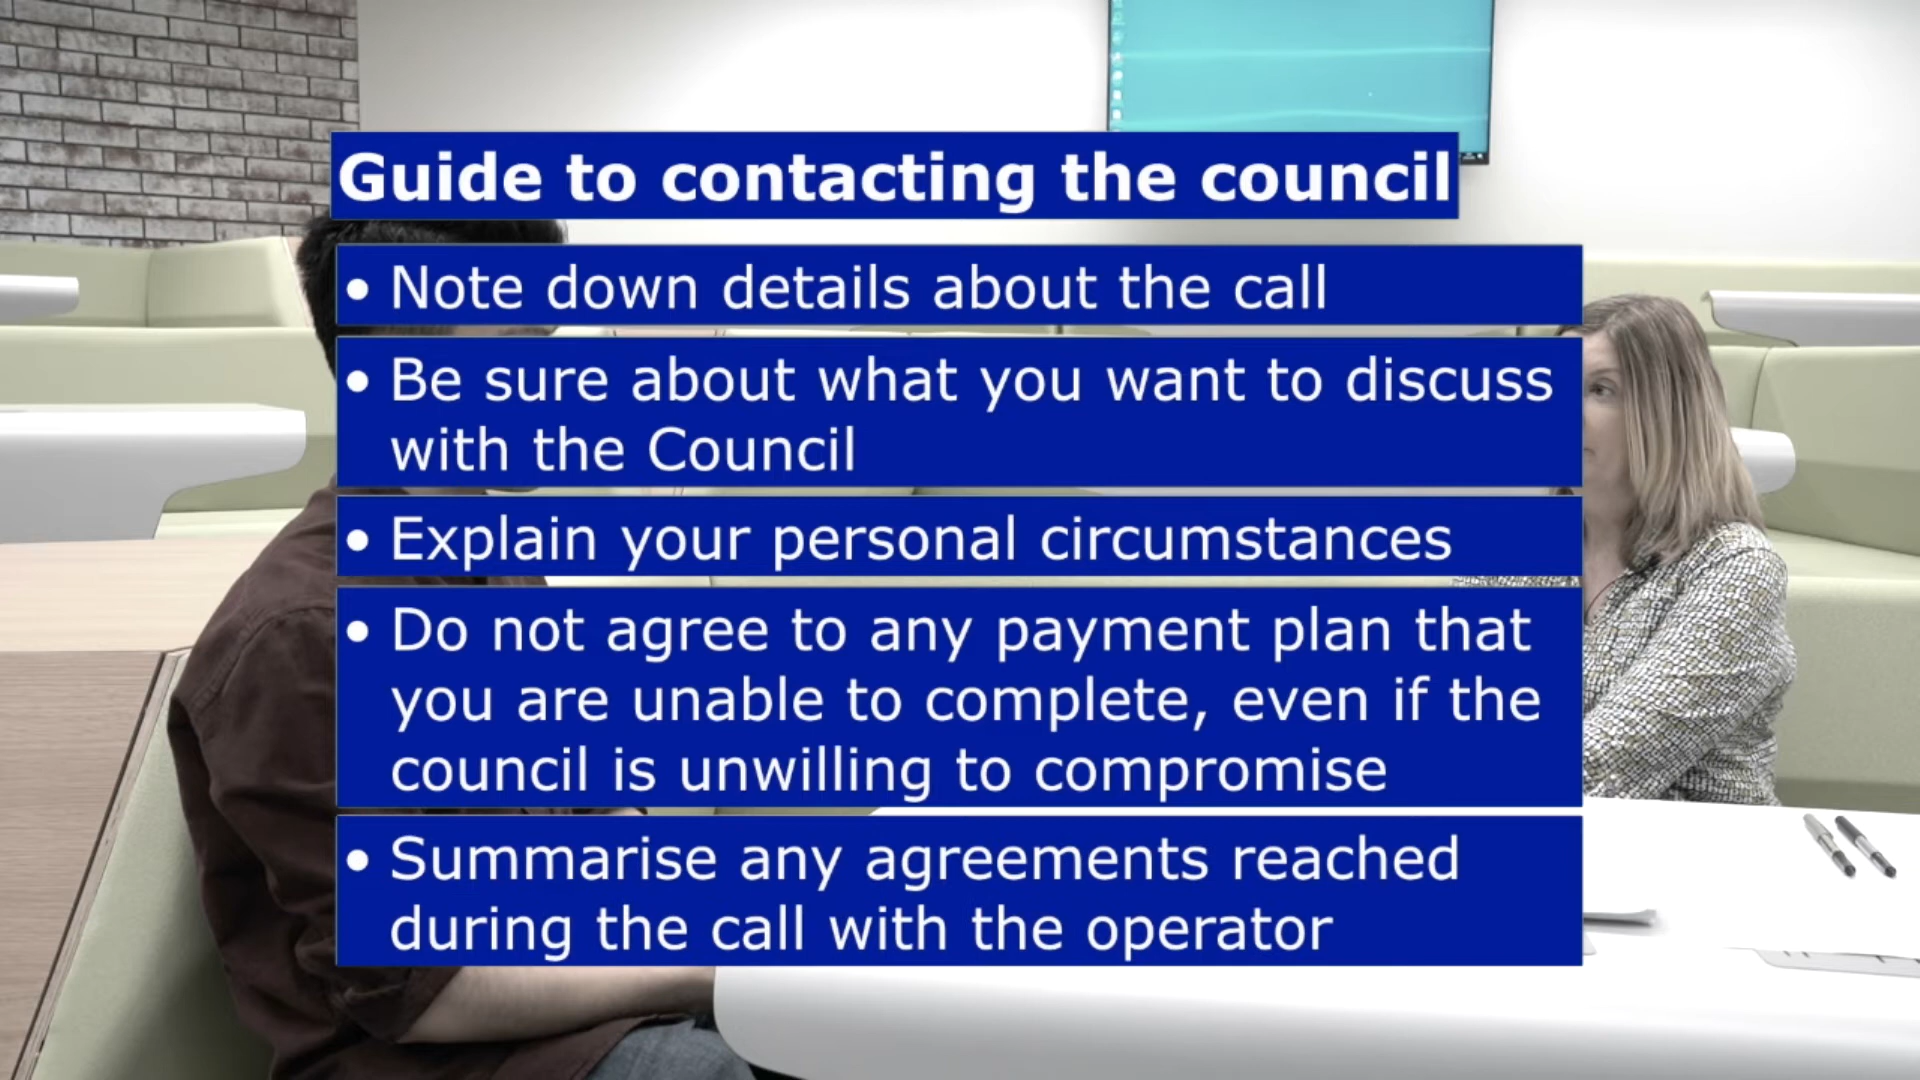 Guide to contacting the council
• Note down details about the call
• Be sure about what you want to discuss
with the Council
• Explain your personal circumstances
• Do not agree to any payment plan that
you are unable to complete, even if the
council is unwilling to compromise
• Summarise any agreements reached
during the call with the operator